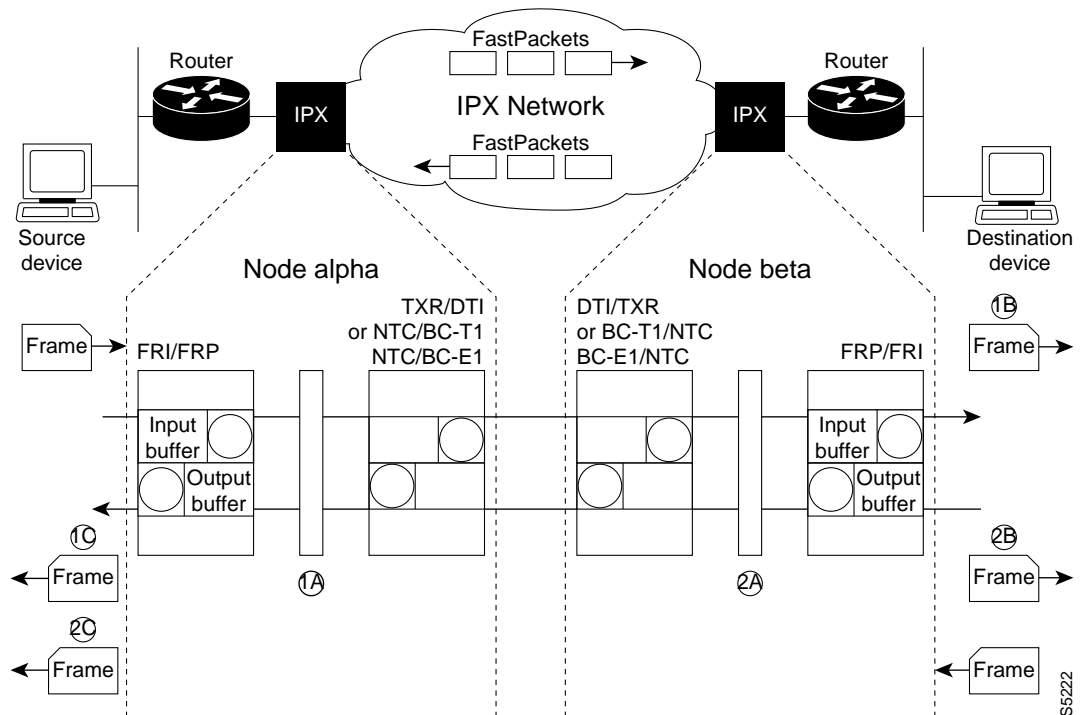 FastPackets
Router
Router
IPX
IPX Network
IPX
FastPackets
Source
device
Destination
device
Node alpha
Node beta
TXR/DTI
or NTC/BC-T1
NTC/BC-E1
DTI/TXR
or BC-T1/NTC
BC-E1/NTC
1B
Frame
FRI/FRP
FRP/FRI
Frame
Input
buffer
Output
buffer
Input
buffer
Output
buffer
1C
Frame
1A
2A
2B
Frame
2C
Frame
Frame
S5222